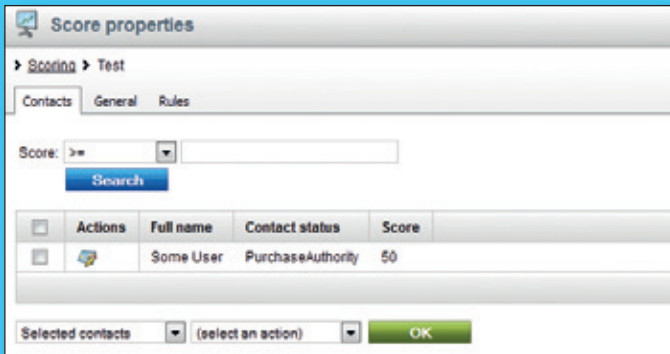 Score properties
> Scoring > Test
Contacts General Rules
Score: >=
Search
Actions Full name Contact status Score
Some User PurchaseAuthority 50
Selected contacts (select an action) OK